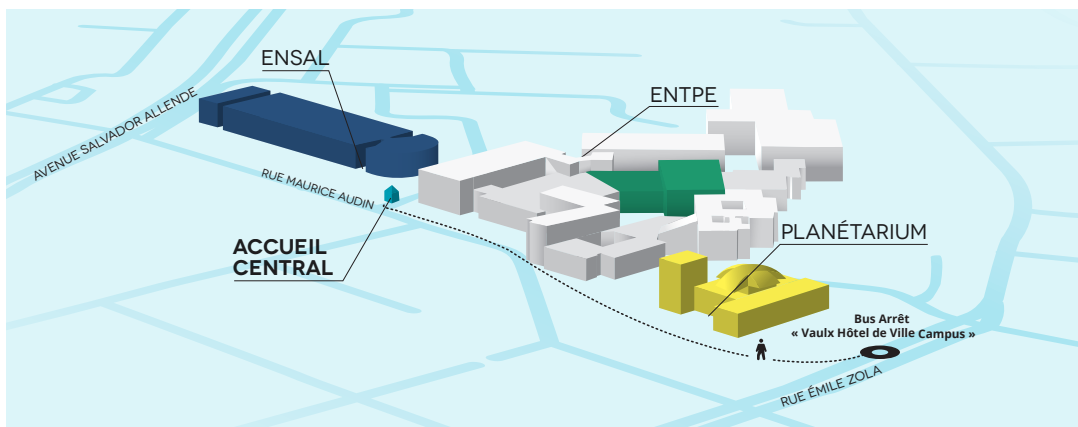 ENSAL
AVENUE SALVADOR ALLENDE
ENTPE
RUE MAURICE AUDIN
ACCUEIL
CENTRAL
PLANÉTARIUM
Bus Arrêt
« Vaulx Hôtel de Ville Campus »
RUE ÉMILE ZOLA